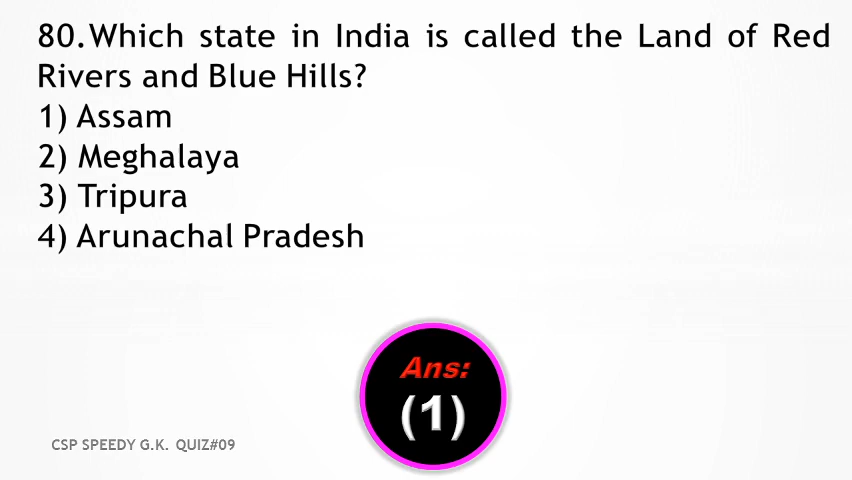 80.Which state in India is called the Land of Red
Rivers and Blue Hills?
1) Assam
2) Meghalaya
3) Tripura
4) Arunachal Pradesh
Ans:
(1)
CSP SPEEDY G.K. QUIZ#09